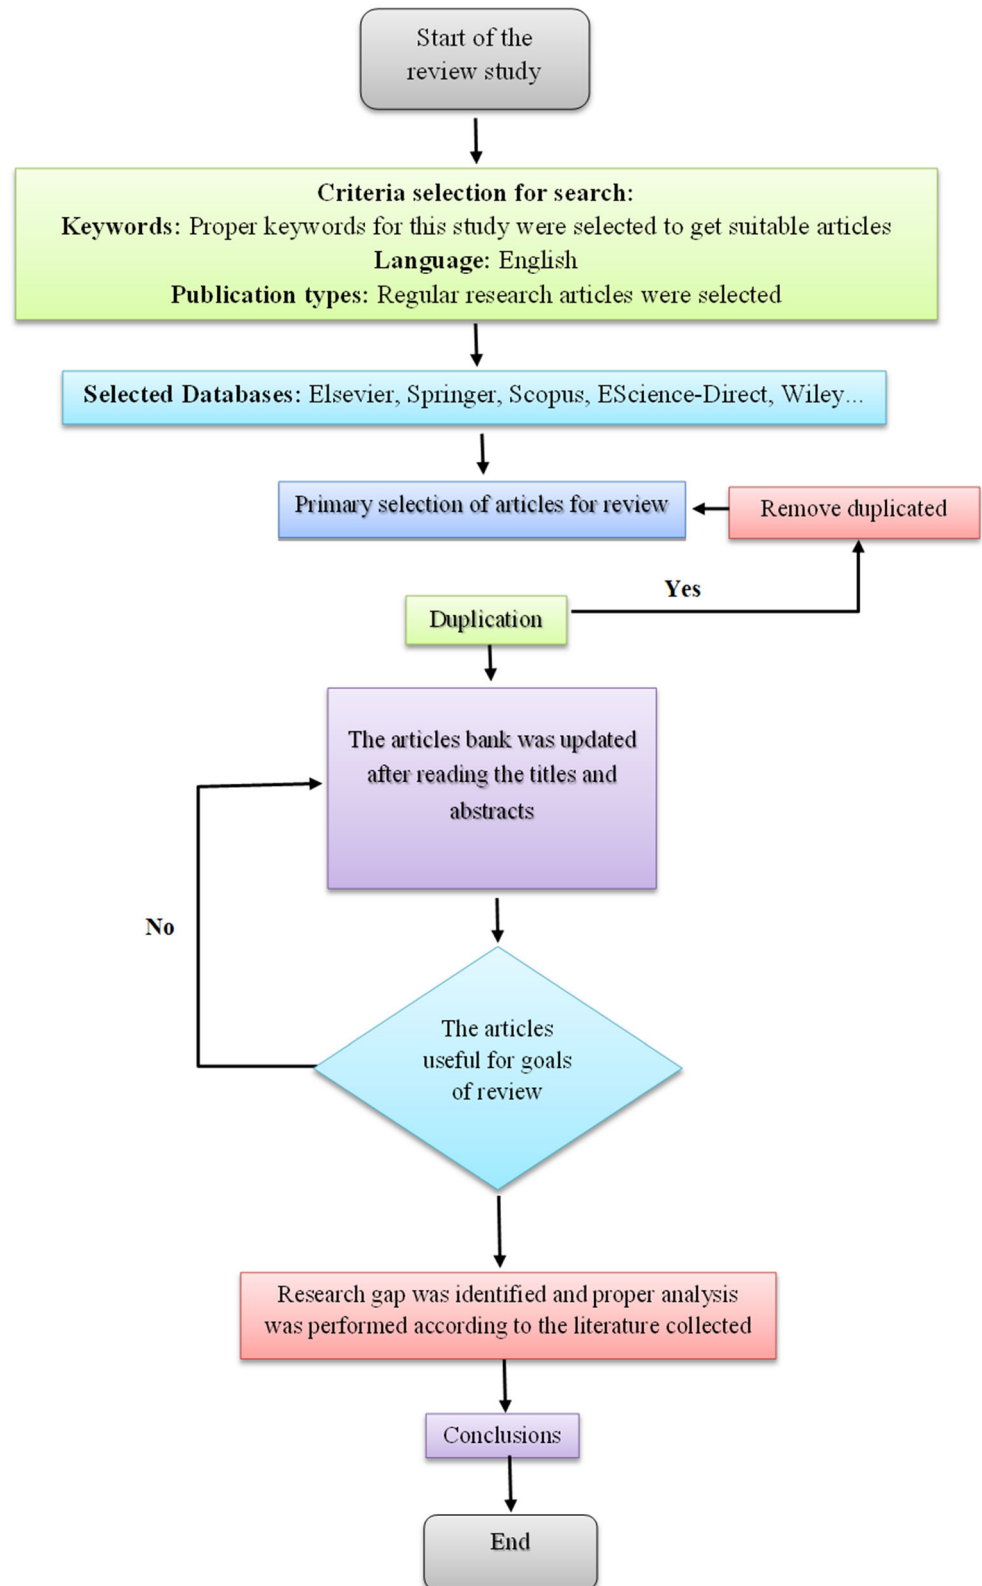 Start of the
review study
Criteria selection for search:
Keywords: Proper keywords for this study were selected to get suitable articles
Language: English
Publication types: Regular research articles were selected
Selected Databases: Elsevier, Springer, Scopus, EScience-Direct, Wiley...
Primary selection of articles for review
Remove duplicated
Yes
Duplication
The articles bank was updated
after reading the titles and
abstracts
No
The articles
useful for goals
of review
Research gap was identified and proper analysis
was performed according to the literature collected
Conclusions
End